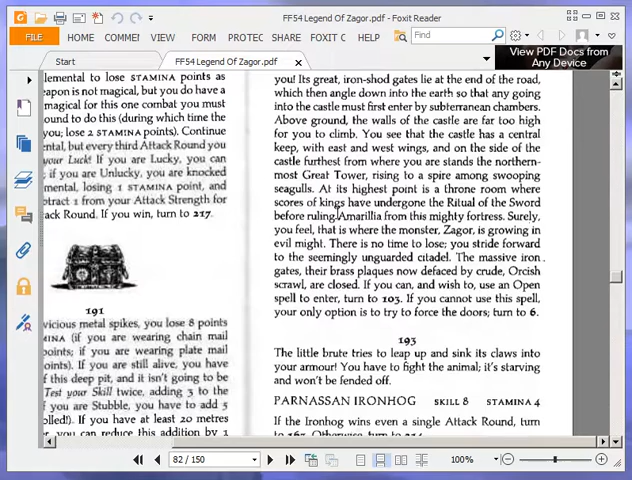 FF54 Legend Of Zagor.pdf - Foxit Reader
FILE HOME COMMEI VIEW FORM PROTEC SHARE FOXIT C HELP Find
Start
FF54 Legend Of Zagor.pdf
View PDF Docs from
Any Device
lemental to lose STAMINA points as
eapon is not magical, but you do have a
magical for this one combat you must
ound to do this (during which time the
you; lose 2 STAMINA points). Continue
ental, but every third Attack Round you
your Luck! If you are Lucky, you can
; if you are Unlucky, you are knocked
mental, losing 1 STAMINA point, and
btract 1 from your Attack Strength for
ack Round. If you win, turn to 217.
191
vicious metal spikes, you lose 8 points
MINA (if you are wearing chain mail
points; if you are wearing plate mail
oints). If you are still alive, you have
f this deep pit, and it isn't going to be
Test your Skill twice, adding 3 to the
f you are Stubble, you have to add 5
olled!). If you have at least 20 metres
you can reduce this addition by 1
you! Its great, iron-shod gates lie at the end of the road,
which then angle down into the earth so that any going
into the castle must first enter by subterranean chambers.
Above ground, the walls of the castle are far too high
for you to climb. You see that the castle has a central
keep, with east and west wings, and on the side of the
castle furthest from where you are stands the northern-
most Great Tower, rising to a spire among swooping
seagulls. At its highest point is a throne room where
scores of kings have undergone the Ritual of the Sword
before ruling Amarillia from this mighty fortress. Surely,
you feel, that is where the monster, Zagor, is growing in
evil might. There is no time to lose; you stride forward
to the seemingly unguarded citadel. The massive iron
gates, their brass plaques now defaced by crude, Orcish
scrawl, are closed. If you can, and wish to, use an Open
spell to enter, turn to 103. If you cannot use this spell,
your only option is to try to force the doors; turn to 6.
193
The little brute tries to leap up and sink its claws into
your armour! You have to fight the animal; it's starving
and won't be fended off.
PARNASSAN IRONHOG SKILL 8 STAMINA 4
If the Ironhog wins even a single Attack Round, turn
82 / 150
100%